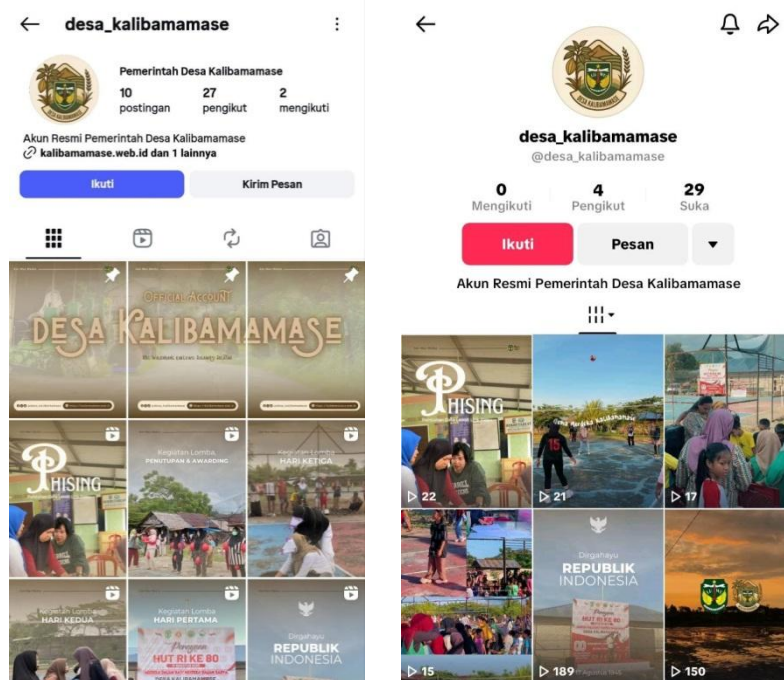 desa_kalibamamase
Pemerintah Desa Kalibamamase
10 27 2
postingan pengikut mengikuti
Akun Resmi Pemerintah Desa Kalibamamase
kalibamamase.web.id dan 1 lainnya
Ikuti Kirim Pesan
OFFICIAL ACCOUNT
DESA KALIBAMAMASE
PHISING
Kegiatan Lomba
PENUTUPAN & AWARDING
Kegiatan Lomba
HARI KETIGA
Kegiatan Lomba
HARI KEDUA
Kegiatan Lomba
HARI PERTAMA
Perayaan
HUT RI KE 80
Dirgahayu
REPUBLIK
INDONESIA
DESA KALIBAMAMASE
desa_kalibamamase
@desa_kalibamamase
0 4 29
Mengikuti Pengikut Suka
Ikuti Pesan
Akun Resmi Pemerintah Desa Kalibamamase
PHISING
22
15
21
17
15
Dirgahayu
REPUBLIK
INDONESIA
189
150